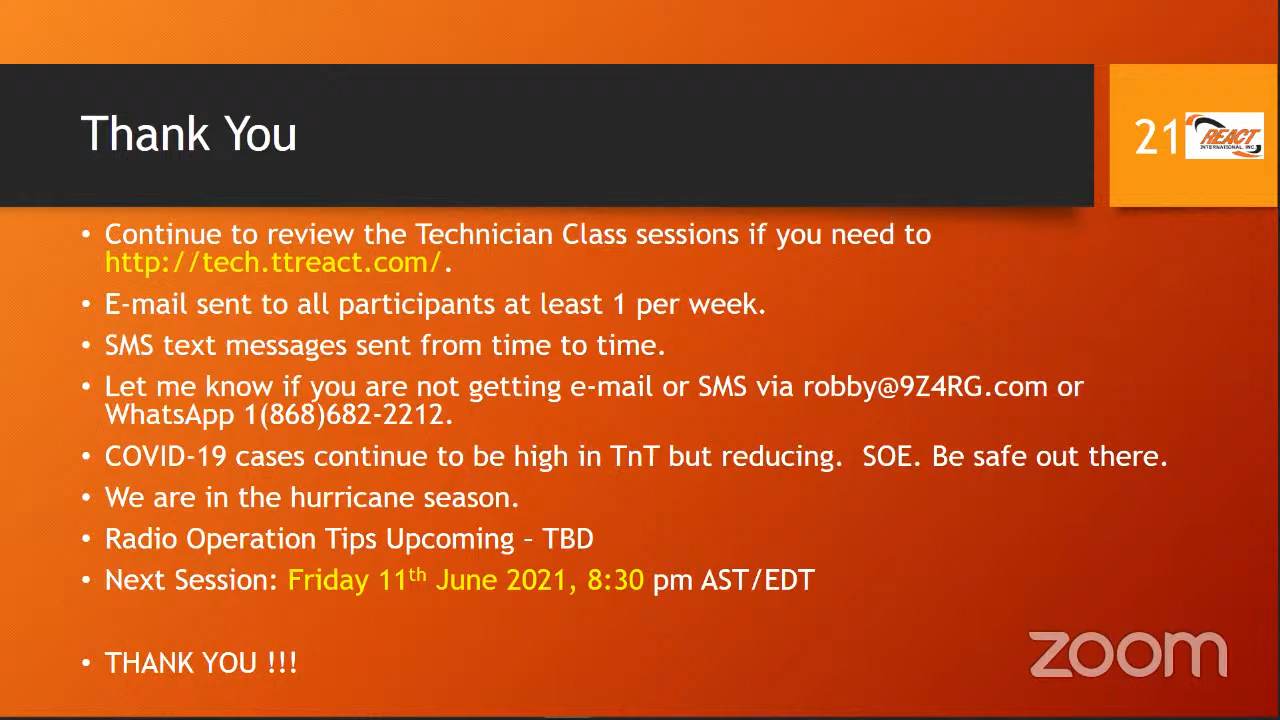 Thank You
21
REACT
INTERNATIONAL, INC.
• Continue to review the Technician Class sessions if you need to
http://tech.ttreact.com/.
• E-mail sent to all participants at least 1 per week.
• SMS text messages sent from time to time.
• Let me know if you are not getting e-mail or SMS via robby@9Z4RG.com or
WhatsApp 1(868)682-2212.
• COVID-19 cases continue to be high in TnT but reducing.  SOE. Be safe out there.
• We are in the hurricane season.
• Radio Operation Tips Upcoming – TBD
• Next Session: Friday 11th June 2021, 8:30 pm AST/EDT
• THANK YOU !!!
zoom